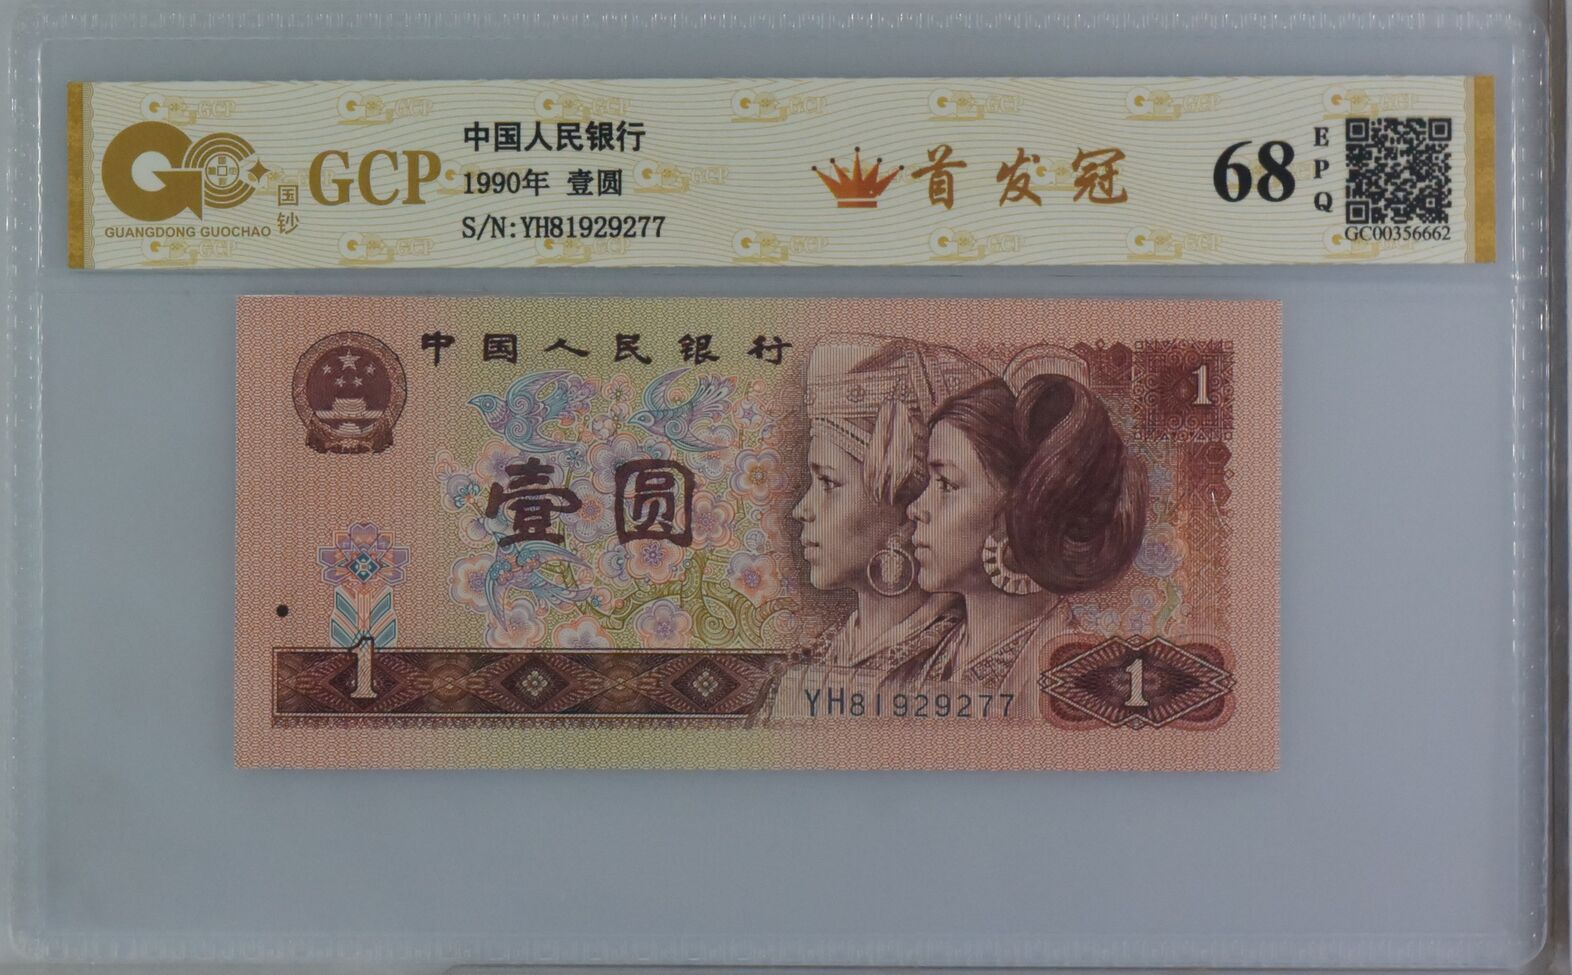 GCP
国
钞
GUANGDONG GUOCHAO
中国人民银行
1990年 壹圆
S/N:YH81929277
首发冠
68
EPQ
GC00356662
中国人民银行
1
壹圆
1
YH81929277
1